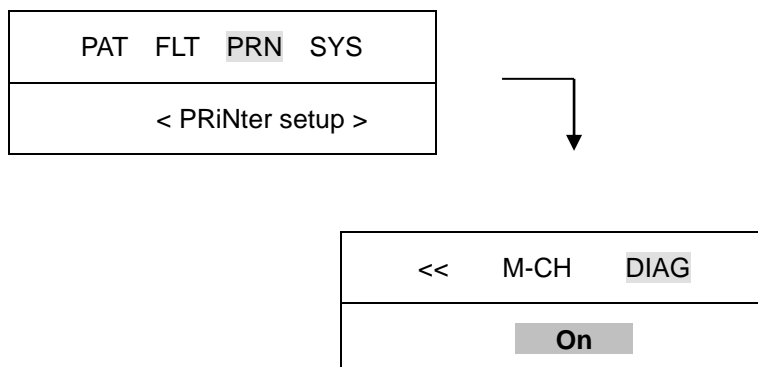 PAT FLT PRN SYS
< PRiNter setup >
<< M-CH DIAG
On